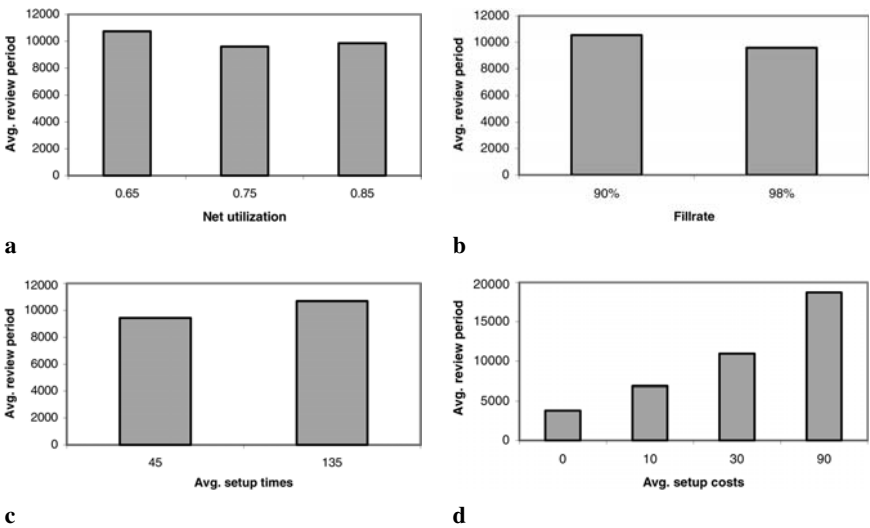 12000
10000
8000
6000
4000
2000
0
Avg. review period
0.65 0.75 0.85
Net utilization
a
12000
10000
8000
6000
4000
2000
0
Avg. review period
90% 98%
Fillrate
b
12000
10000
8000
6000
4000
2000
0
Avg. review period
45 135
Avg. setup times
c
20000
15000
10000
5000
0
Avg. review period
0 10 30 90
Avg. setup costs
d